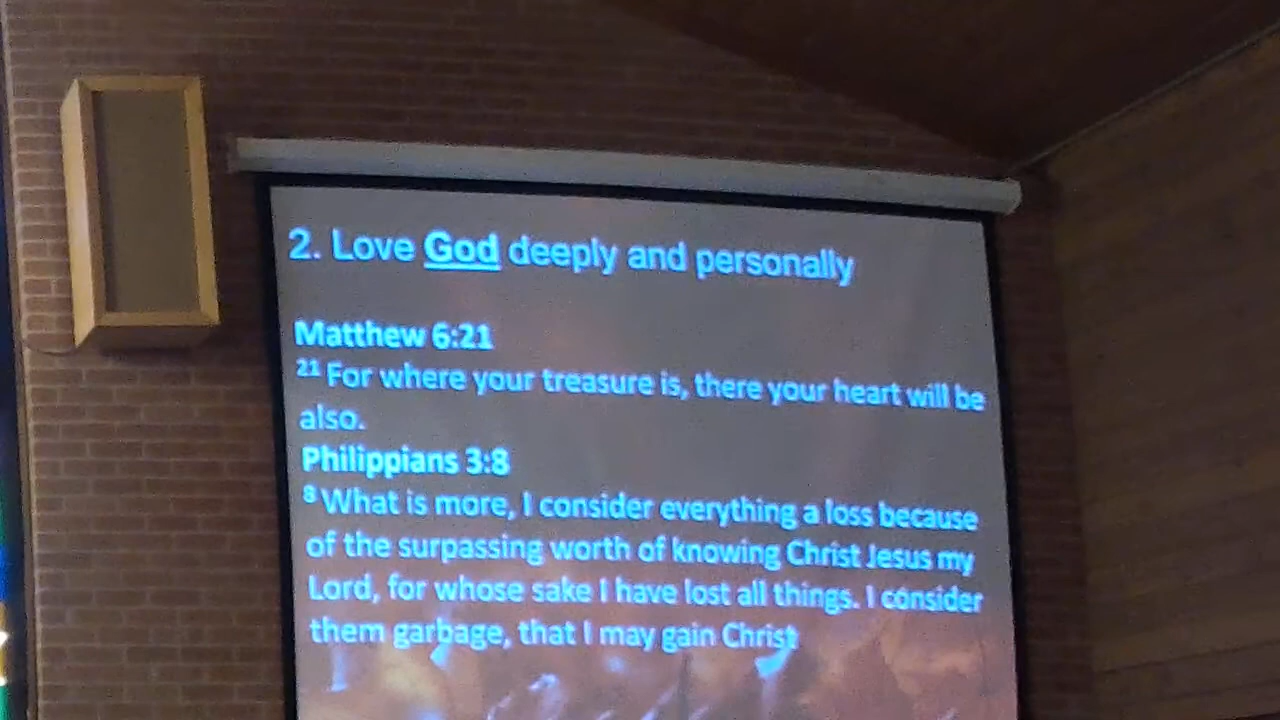 2. Love God deeply and personally
Matthew 6:21
21 For where your treasure is, there your heart will be
also.
Philippians 3:8
8 What is more, I consider everything a loss because
of the surpassing worth of knowing Christ Jesus my
Lord, for whose sake I have lost all things. I consider
them garbage, that I may gain Christ